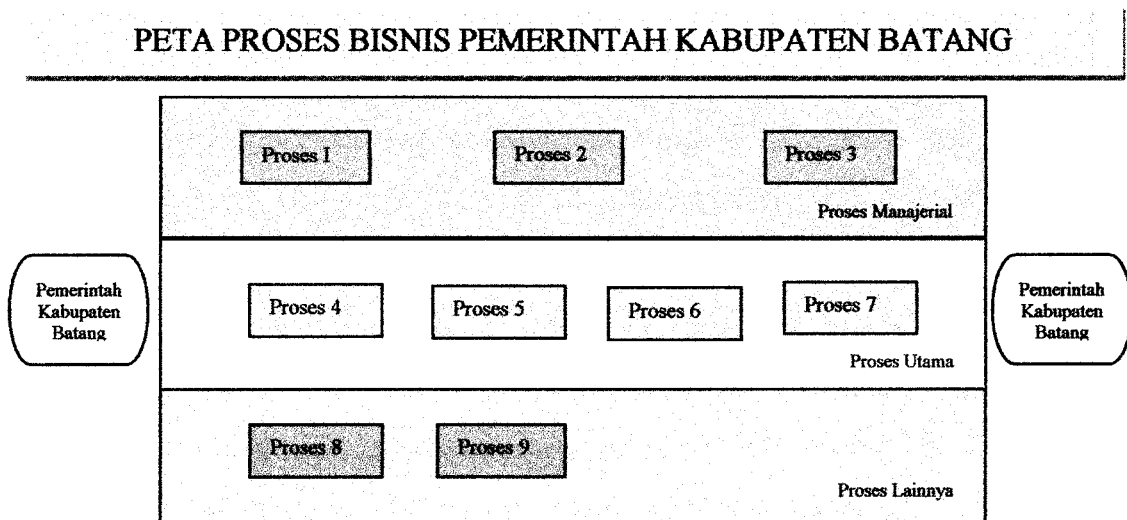 PETA PROSES BISNIS PEMERINTAH KABUPATEN BATANG
Proses 1
Proses 2
Proses 3
Proses Manajerial
Pemerintah
Kabupaten
Batang
Proses 4
Proses 5
Proses 6
Proses 7
Proses Utama
Pemerintah
Kabupaten
Batang
Proses 8
Proses 9
Proses Lainnya